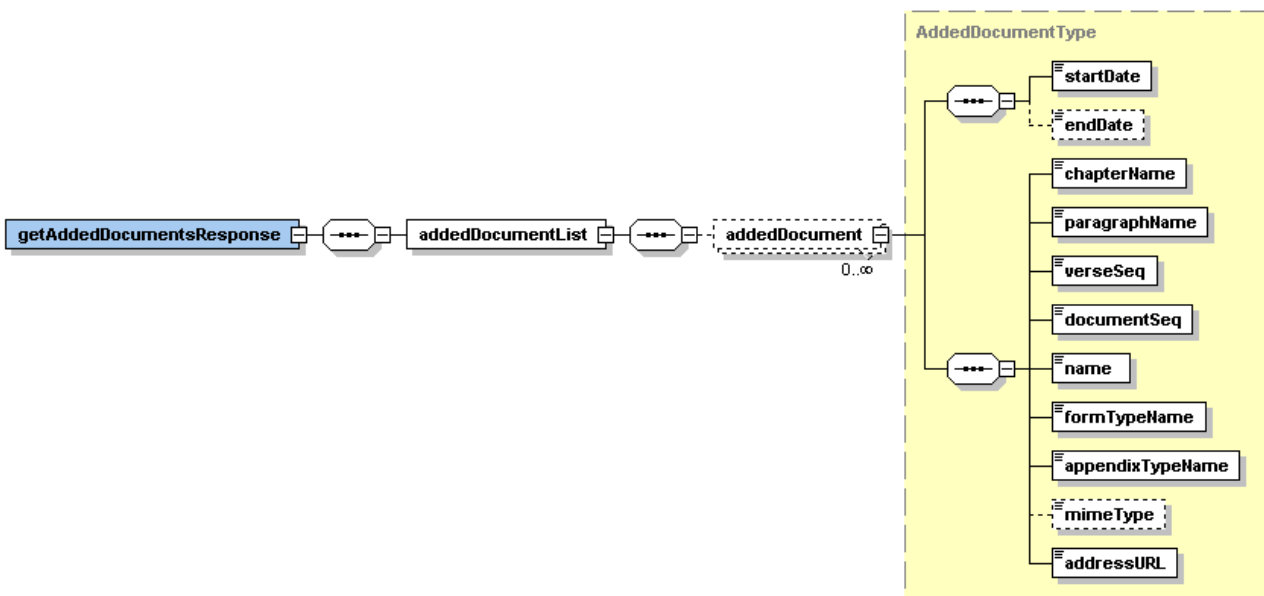 AddedDocumentType
startDate
endDate
chapterName
paragraphName
getAddedDocumentsResponse
addedDocumentList
addedDocument
0..∞
verseSeq
documentSeq
name
formTypeName
appendixTypeName
mimeType
addressURL